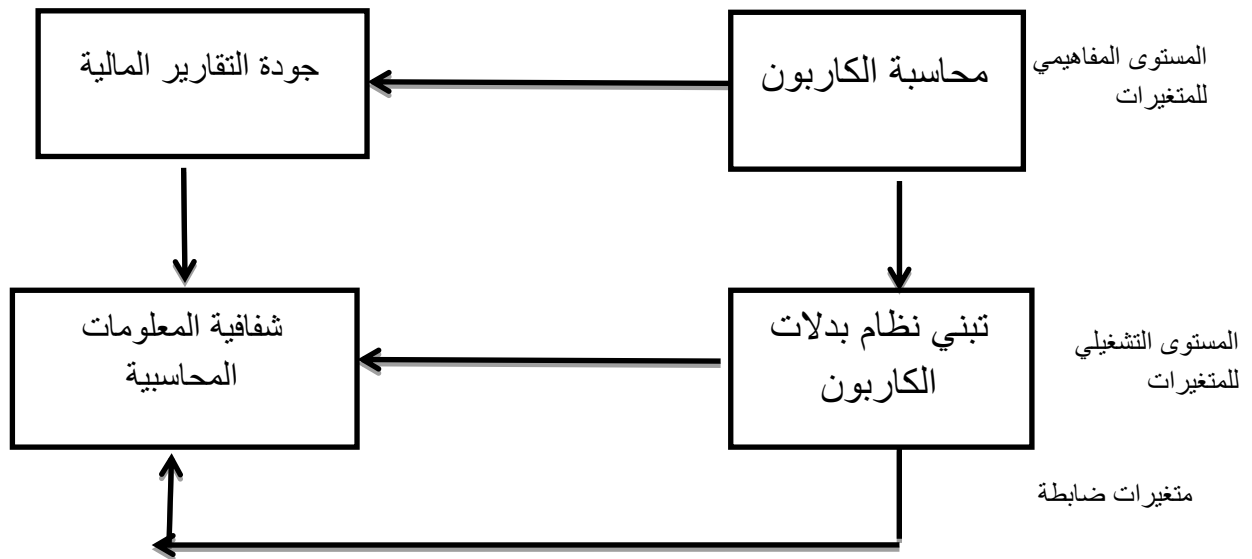 المستوى المفاهيمي
للمتغيرات
محاسبة الكاربون
جودة التقارير المالية
المستوى التشغيلي
للمتغيرات
تبني نظام بدلات
الكاربون
شفافية المعلومات
المحاسبية
متغيرات ضابطة